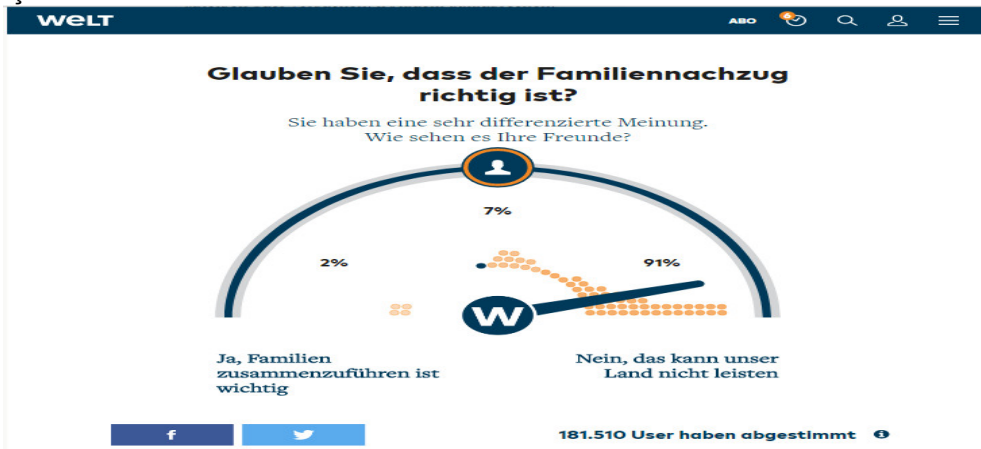 WELT ABO
Glauben Sie, dass der Familiennachzug
richtig ist?
Sie haben eine sehr differenzierte Meinung.
Wie sehen es Ihre Freunde?
7%
2% 91%
W
Ja, Familien
zusammenzuführen ist
wichtig
Nein, das kann unser
Land nicht leisten
f
181.510 User haben abgestimmt